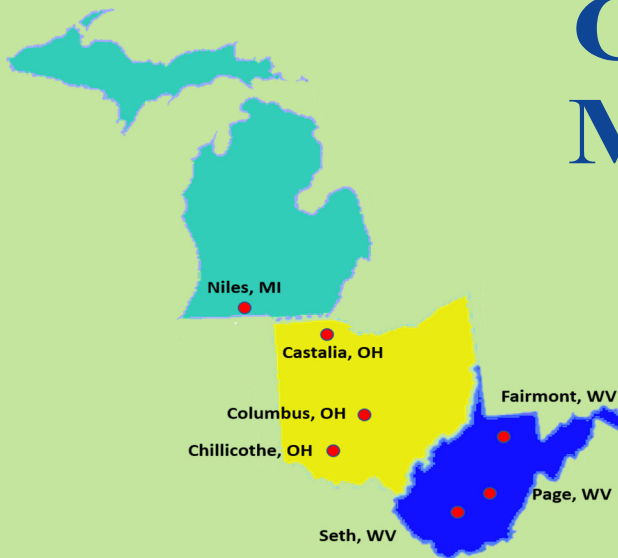 Niles, MI
Castalia, OH
Fairmont, WV
Columbus, OH
Chillicothe, OH
Page, WV
Seth, WV